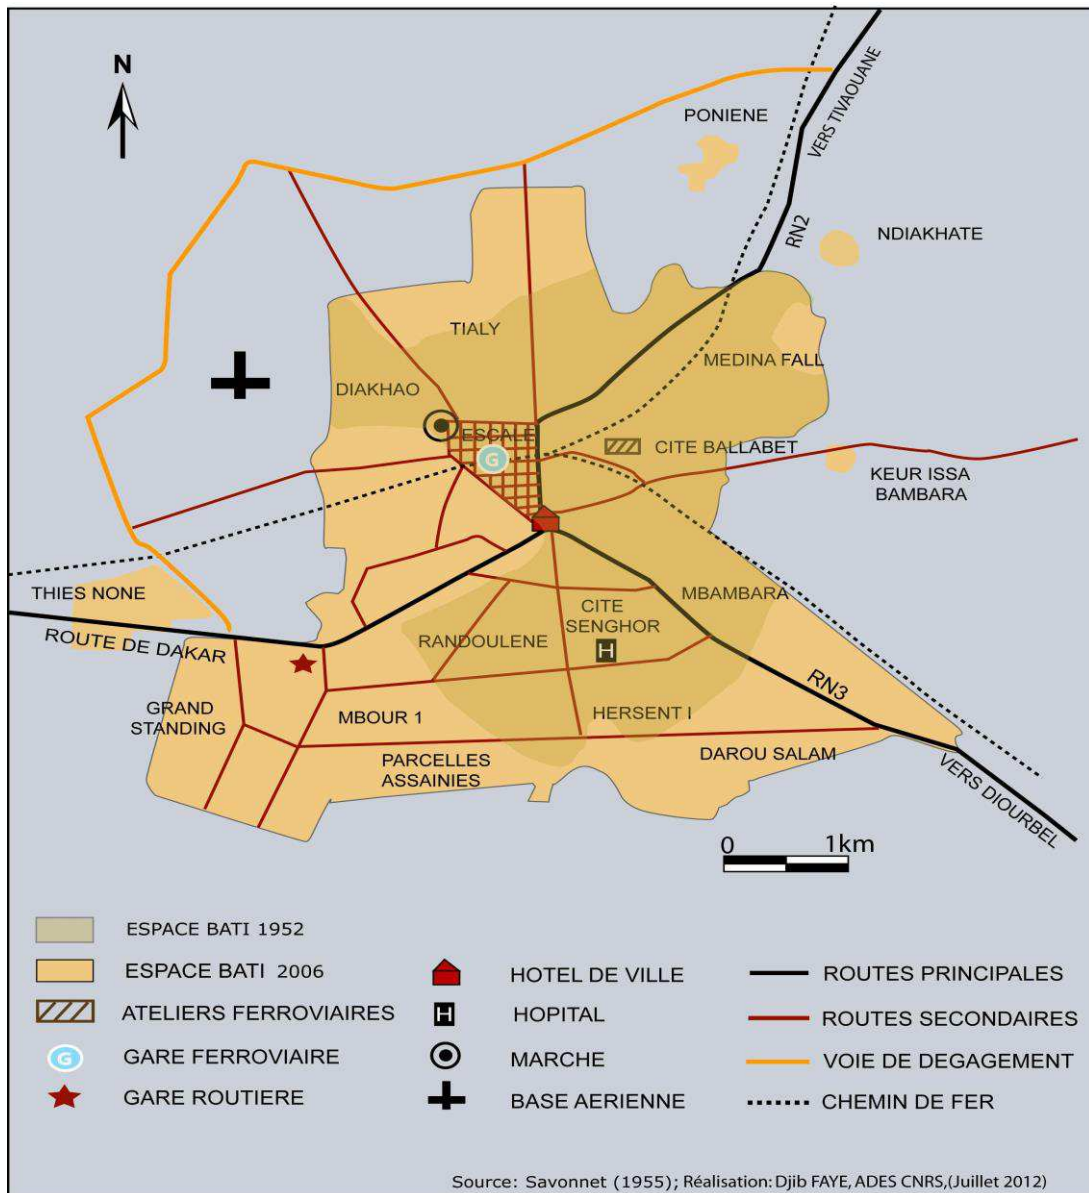 N
PONIENE
VERS TIVAOUANE
RN2
NDIAKHATE
TIALY
MEDINA FALL
DIAKHAO
ESCALE
G
CITE BALLABET
KEUR ISSA
BAMBARA
THIES NONE
ROUTE DE DAKAR
MBAMBARA
CITE
SENGHOR
RANDOULENE
H
RN3
GRAND
STANDING
MBOUR 1
HERSENT I
PARCELLES
ASSAINIES
DAROU SALAM
VERS DIOURBEL
0 1km
ESPACE BATI 1952
ESPACE BATI 2006
ATELIERS FERROVIAIRES
G GARE FERROVIAIRE
GARE ROUTIERE
HOTEL DE VILLE
H HOPITAL
MARCHE
BASE AERIENNE
ROUTES PRINCIPALES
ROUTES SECONDAIRES
VOIE DE DEGAGEMENT
CHEMIN DE FER
Source: Savonnet (1955); Réalisation: Djib FAYE, ADES CNRS,(Juillet 2012)